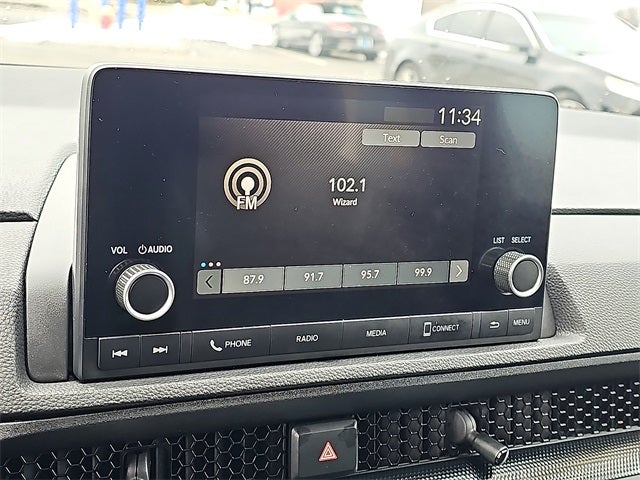 11:34
Text Scan
FM
102.1
Wizard
VOL AUDIO
LIST SELECT
87.9 91.7 95.7 99.9
PHONE RADIO MEDIA CONNECT MENU